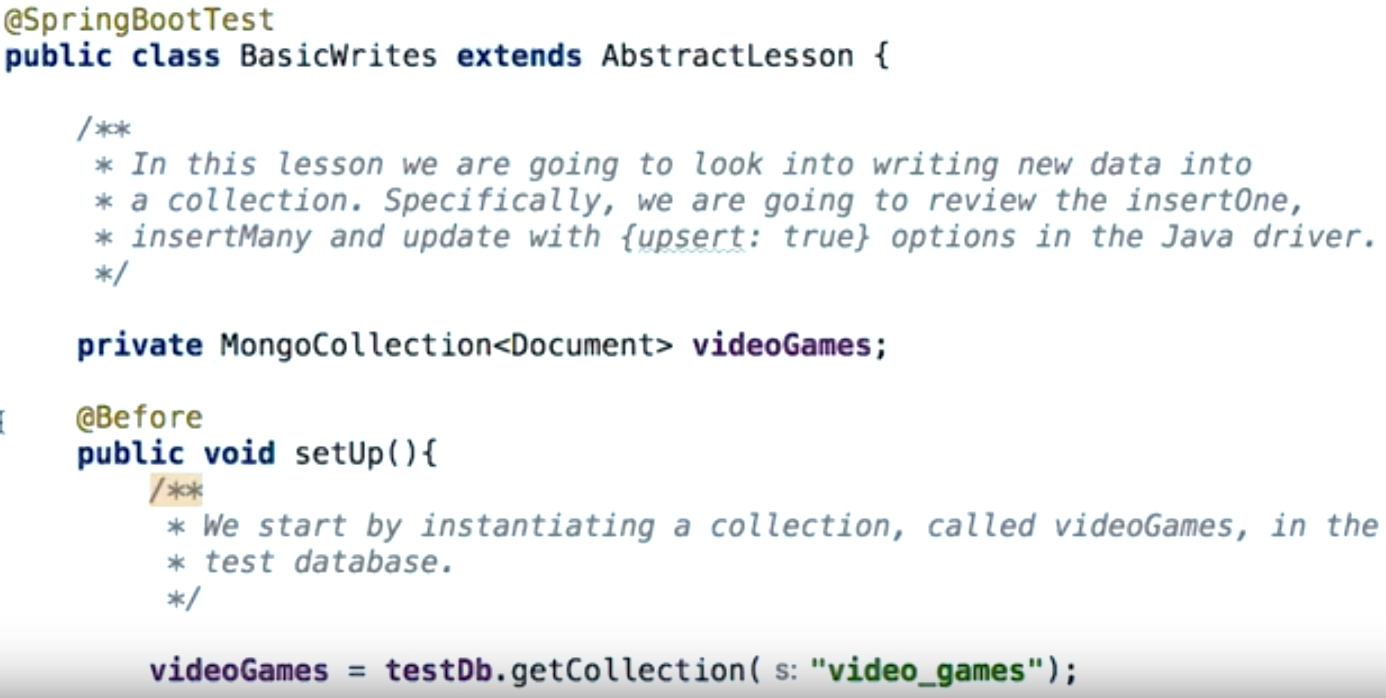 @SpringBootTest
public class BasicWrites extends AbstractLesson {
/**
* In this lesson we are going to look into writing new data into
* a collection. Specifically, we are going to review the insertOne,
* insertMany and update with {upsert: true} options in the Java driver.
*/
private MongoCollection<Document> videoGames;
@Before
public void setUp(){
/**
* We start by instantiating a collection, called videoGames, in the
* test database.
*/
videoGames = testDb.getCollection( s: "video_games");